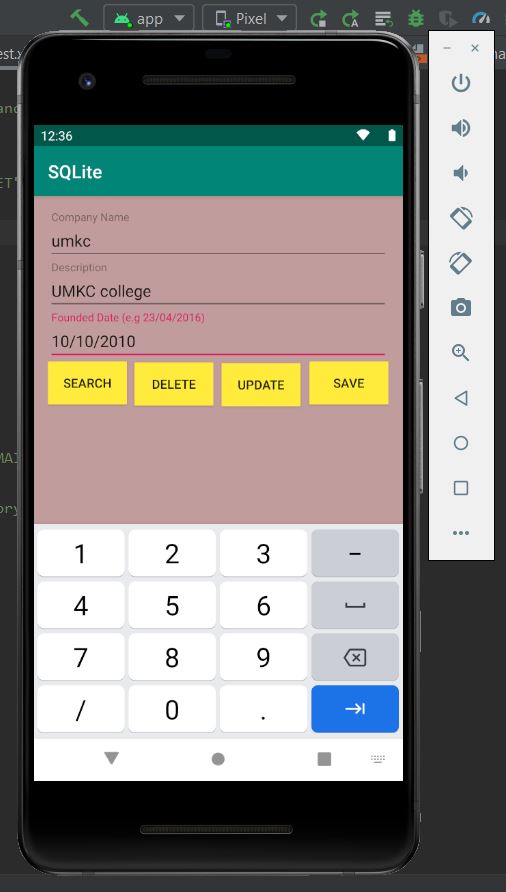 app Pixel
12:36
SQLite
Company Name
umkc
Description
UMKC college
Founded Date (e.g 23/04/2016)
10/10/2010
SEARCH DELETE UPDATE SAVE
1 2 3 -
4 5 6
7 8 9
/ 0 .